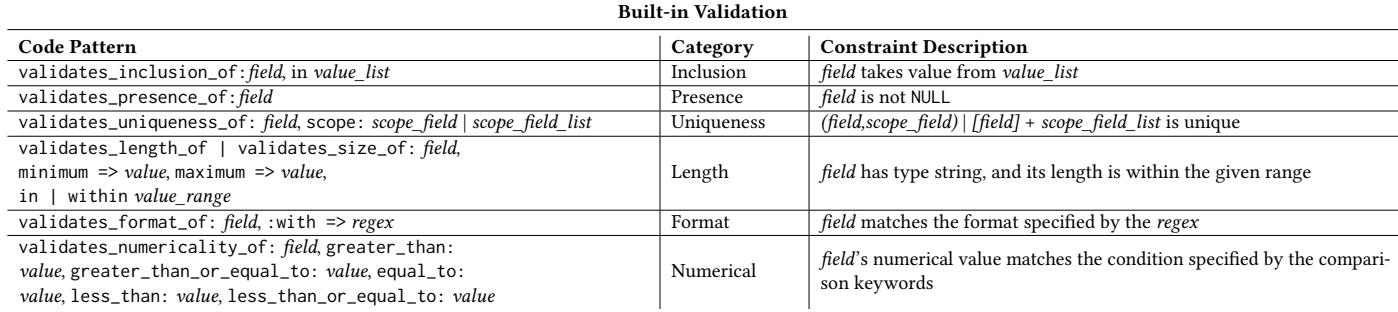 Built-in Validation
Code Pattern Category Constraint Description
validates_inclusion_of:field, in value_list Inclusion field takes value from value_list
validates_presence_of:field Presence field is not NULL
validates_uniqueness_of: field, scope: scope_field | scope_field_list Uniqueness (field,scope_field) | [field] + scope_field_list is unique
validates_length_of | validates_size_of: field,
minimum => value, maximum => value,
in | within value_range
Length
field has type string, and its length is within the given range
validates_format_of: field, :with => regex Format field matches the format specified by the regex
validates_numericality_of: field, greater_than:
value, greater_than_or_equal_to: value, equal_to:
value, less_than: value, less_than_or_equal_to: value
Numerical
field's numerical value matches the condition specified by the compari-
son keywords